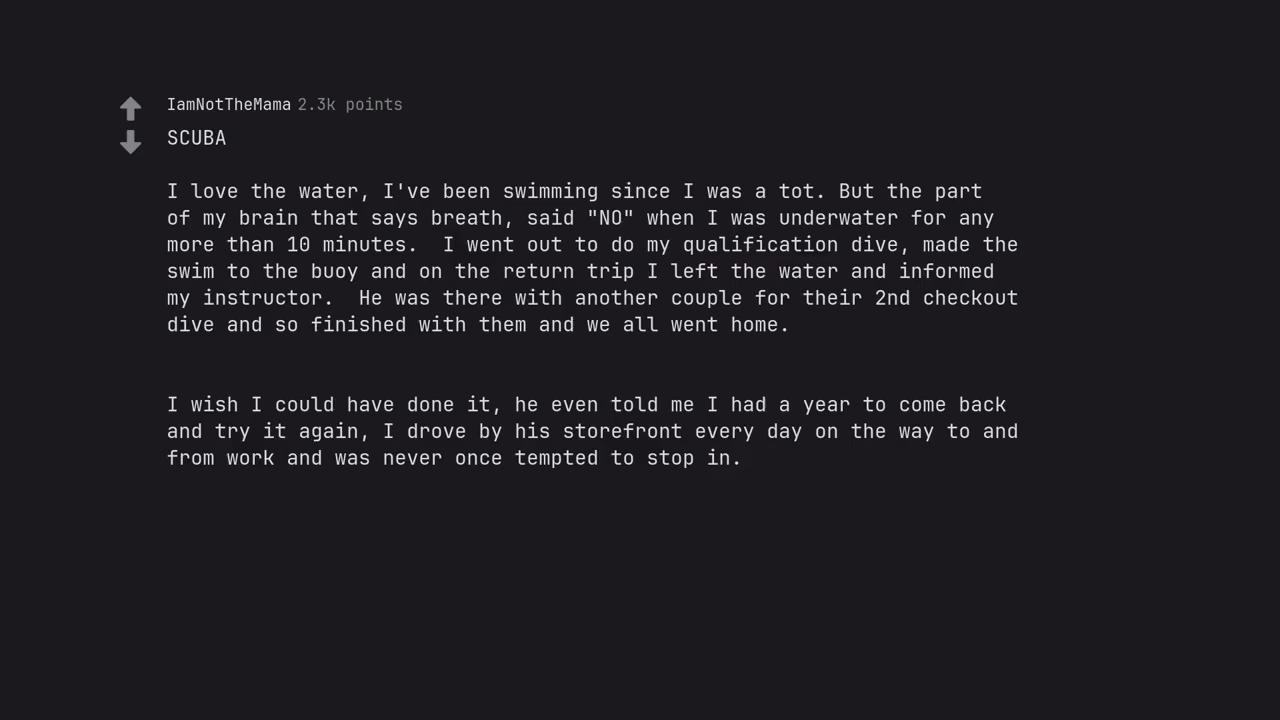 IamNotTheMama 2.3k points
SCUBA
I love the water, I've been swimming since I was a tot. But the part
of my brain that says breath, said "NO" when I was underwater for any
more than 10 minutes.  I went out to do my qualification dive, made the
swim to the buoy and on the return trip I left the water and informed
my instructor.  He was there with another couple for their 2nd checkout
dive and so finished with them and we all went home.
I wish I could have done it, he even told me I had a year to come back
and try it again, I drove by his storefront every day on the way to and
from work and was never once tempted to stop in.